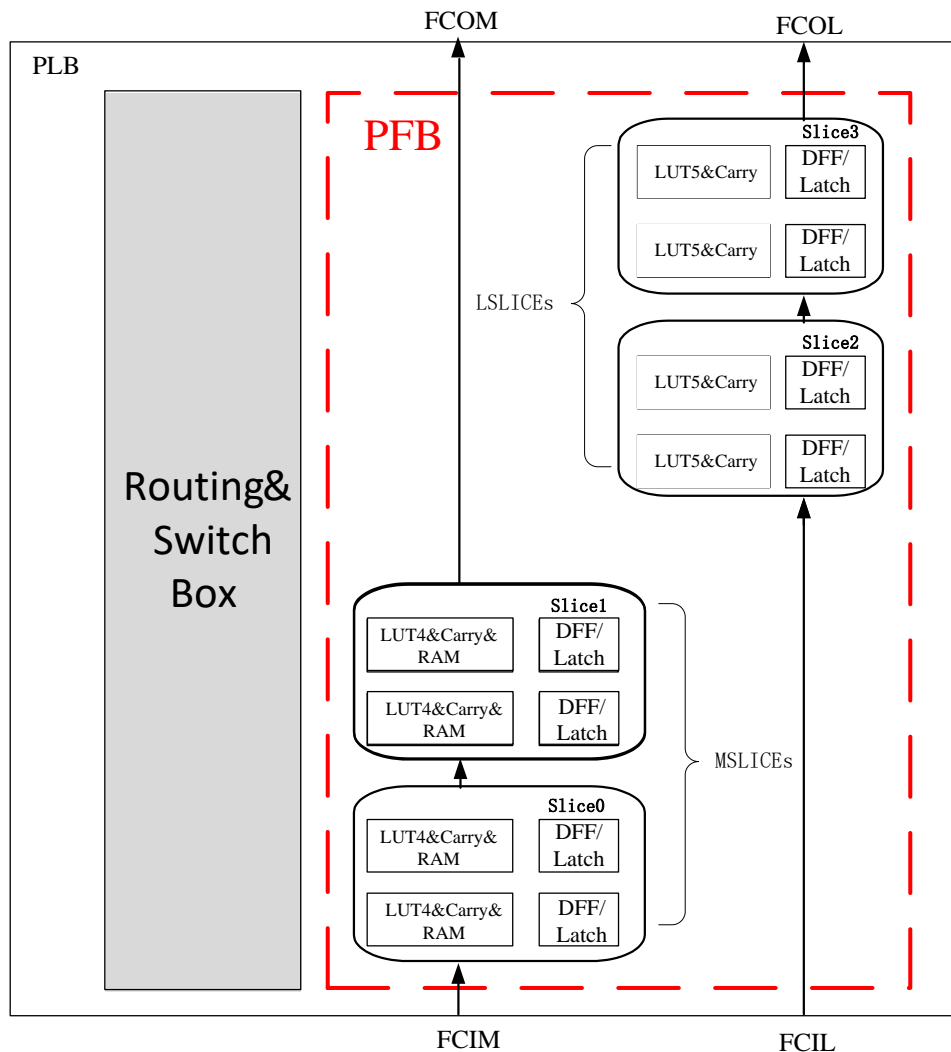 FCOM
FCOL
PLB
PFB
Slice3
LUT5&Carry
DFF/
Latch
LUT5&Carry
DFF/
Latch
LSLICEs
Slice2
LUT5&Carry
DFF/
Latch
LUT5&Carry
DFF/
Latch
Routing&
Switch
Box
Slice1
LUT4&Carry&
RAM
DFF/
Latch
LUT4&Carry&
RAM
DFF/
Latch
MSLICEs
Slice0
LUT4&Carry&
RAM
DFF/
Latch
LUT4&Carry&
RAM
DFF/
Latch
FCIM
FCIL